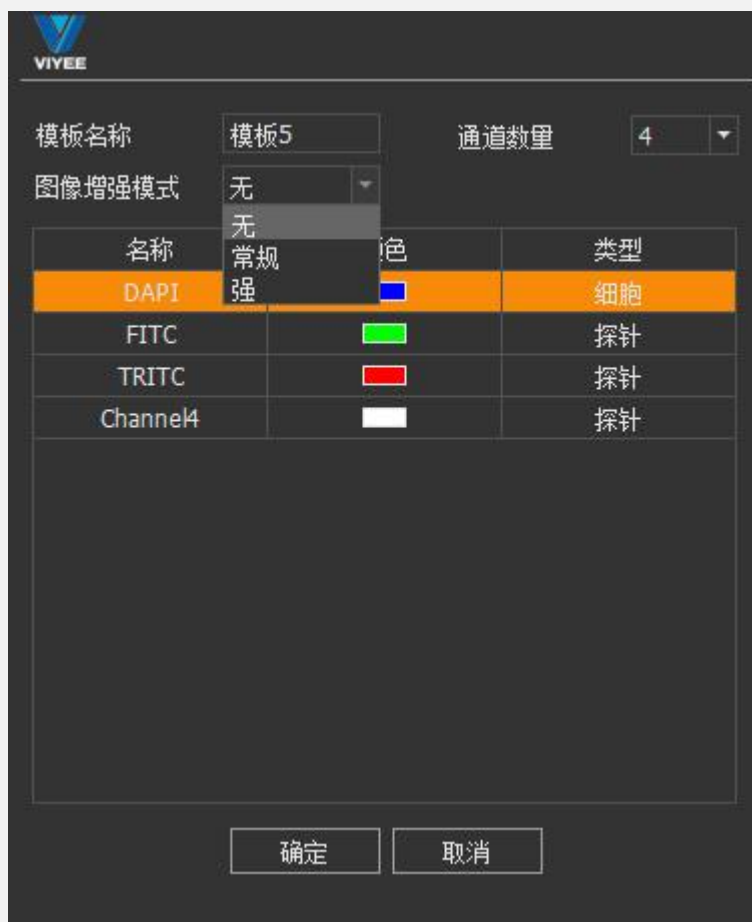 VIYEE
模板名称 模板5 通道数量 4
图像增强模式 无
无
常规
强
名称 色 类型
DAPI 细胞
FITC 探针
TRITC 探针
Channel4 探针
确定 取消